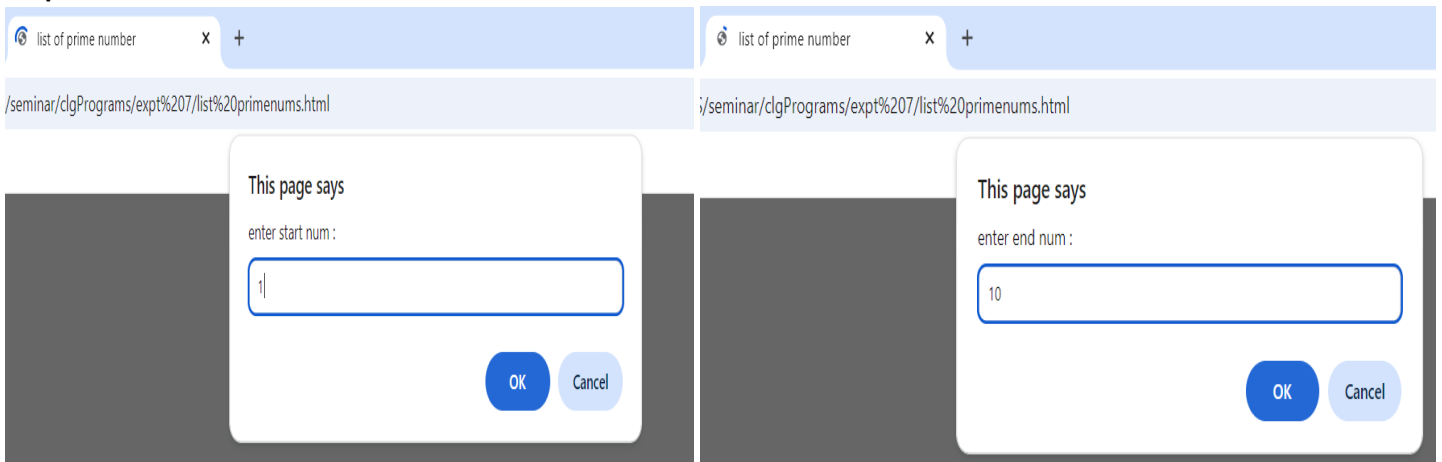 list of prime number × +
/seminar/clgPrograms/expt%207/list%20primenums.html
This page says
enter start num :
1
OK Cancel
list of prime number × +
/seminar/clgPrograms/expt%207/list%20primenums.html
This page says
enter end num :
10
OK Cancel